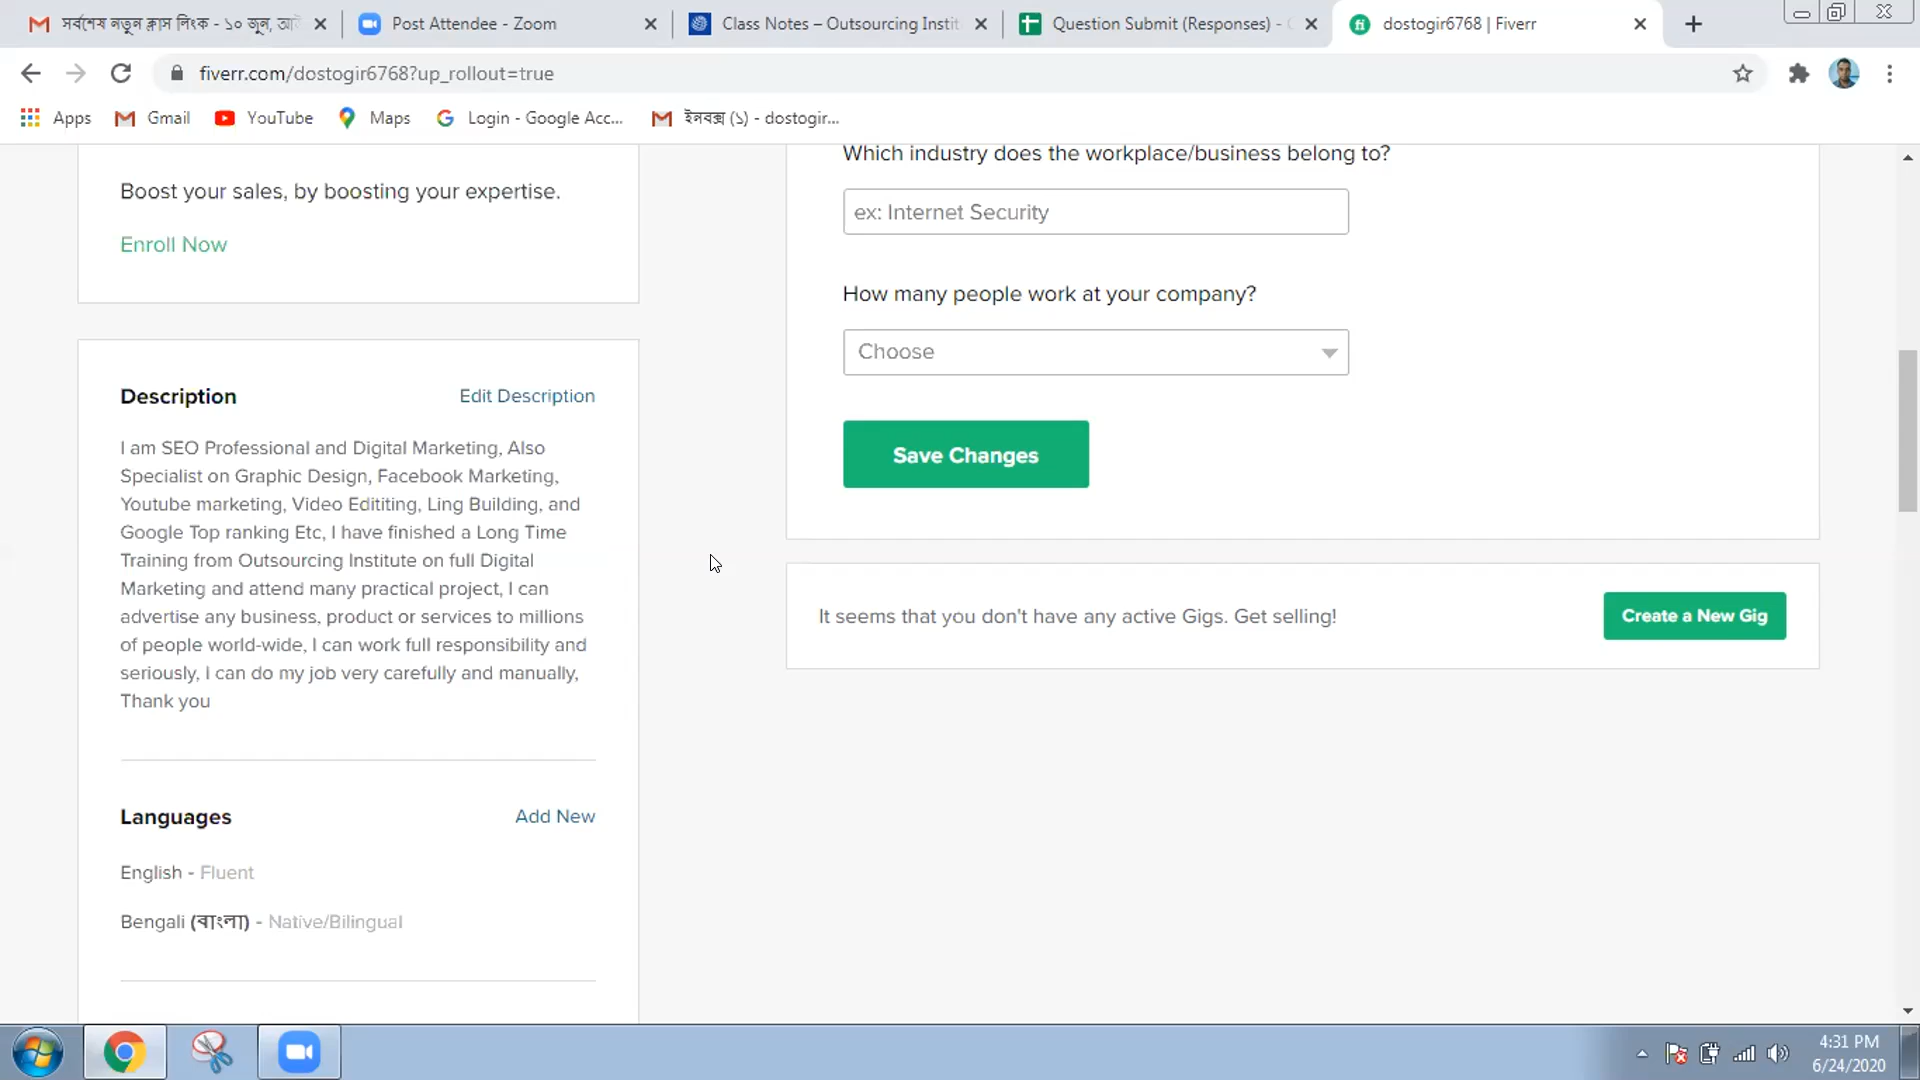 সর্বশেষ নতুন ক্লাস লিংক - ১০ জুন, আই
Post Attendee - Zoom
Class Notes – Outsourcing Instit
Question Submit (Responses) -
dostogir6768 | Fiverr
fiverr.com/dostogir6768?up_rollout=true
Apps
Gmail
YouTube
Maps
Login - Google Acc...
ইনবক্স (১) - dostogir...
Boost your sales, by boosting your expertise.
Enroll Now
Description
Edit Description
I am SEO Professional and Digital Marketing, Also
Specialist on Graphic Design, Facebook Marketing,
Youtube marketing, Video Edititing, Ling Building, and
Google Top ranking Etc, I have finished a Long Time
Training from Outsourcing Institute on full Digital
Marketing and attend many practical project, I can
advertise any business, product or services to millions
of people world-wide, I can work full responsibility and
seriously, I can do my job very carefully and manually,
Thank you
Languages
Add New
English - Fluent
Bengali (বাংলা) - Native/Bilingual
Which industry does the workplace/business belong to?
ex: Internet Security
How many people work at your company?
Choose
Save Changes
It seems that you don't have any active Gigs. Get selling!
Create a New Gig
4:31 PM
6/24/2020